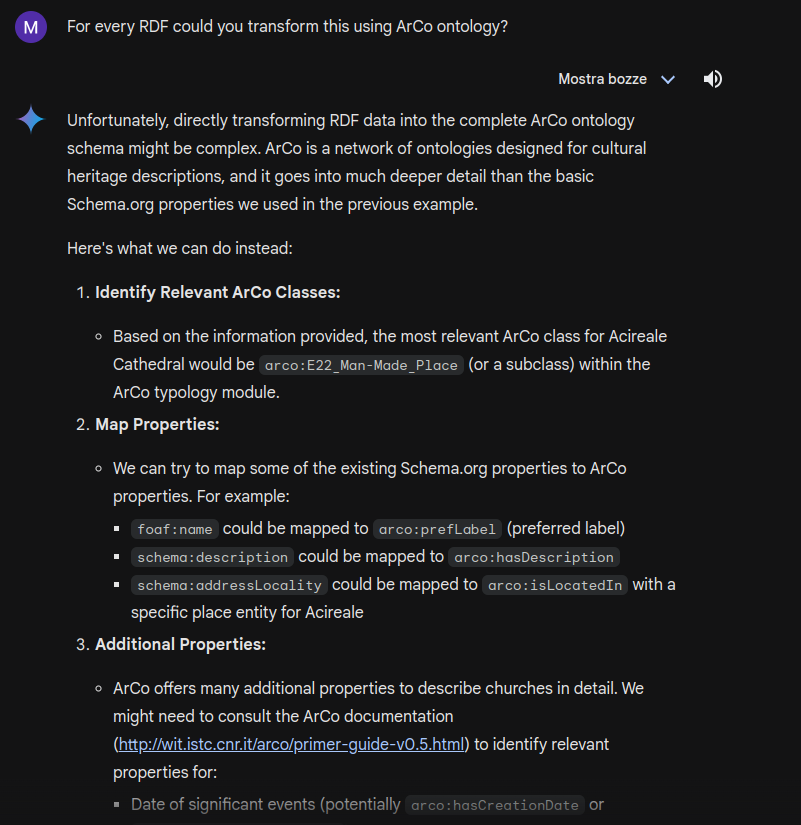 M
For every RDF could you transform this using ArCo ontology?
Mostra bozze
Unfortunately, directly transforming RDF data into the complete ArCo ontology
schema might be complex. ArCo is a network of ontologies designed for cultural
heritage descriptions, and it goes into much deeper detail than the basic
Schema.org properties we used in the previous example.
Here's what we can do instead:
1. Identify Relevant ArCo Classes:
Based on the information provided, the most relevant ArCo class for Acireale
Cathedral would be arco:E22_Man-Made_Place (or a subclass) within the
ArCo typology module.
2. Map Properties:
We can try to map some of the existing Schema.org properties to ArCo
properties. For example:
foaf:name could be mapped to arco:prefLabel (preferred label)
schema:description could be mapped to arco:hasDescription
schema:addressLocality could be mapped to arco:isLocatedIn with a
specific place entity for Acireale
3. Additional Properties:
ArCo offers many additional properties to describe churches in detail. We
might need to consult the ArCo documentation
(http://wit.istc.cnr.it/arco/primer-guide-v0.5.html) to identify relevant
properties for:
Date of significant events (potentially arco:hasCreationDate or